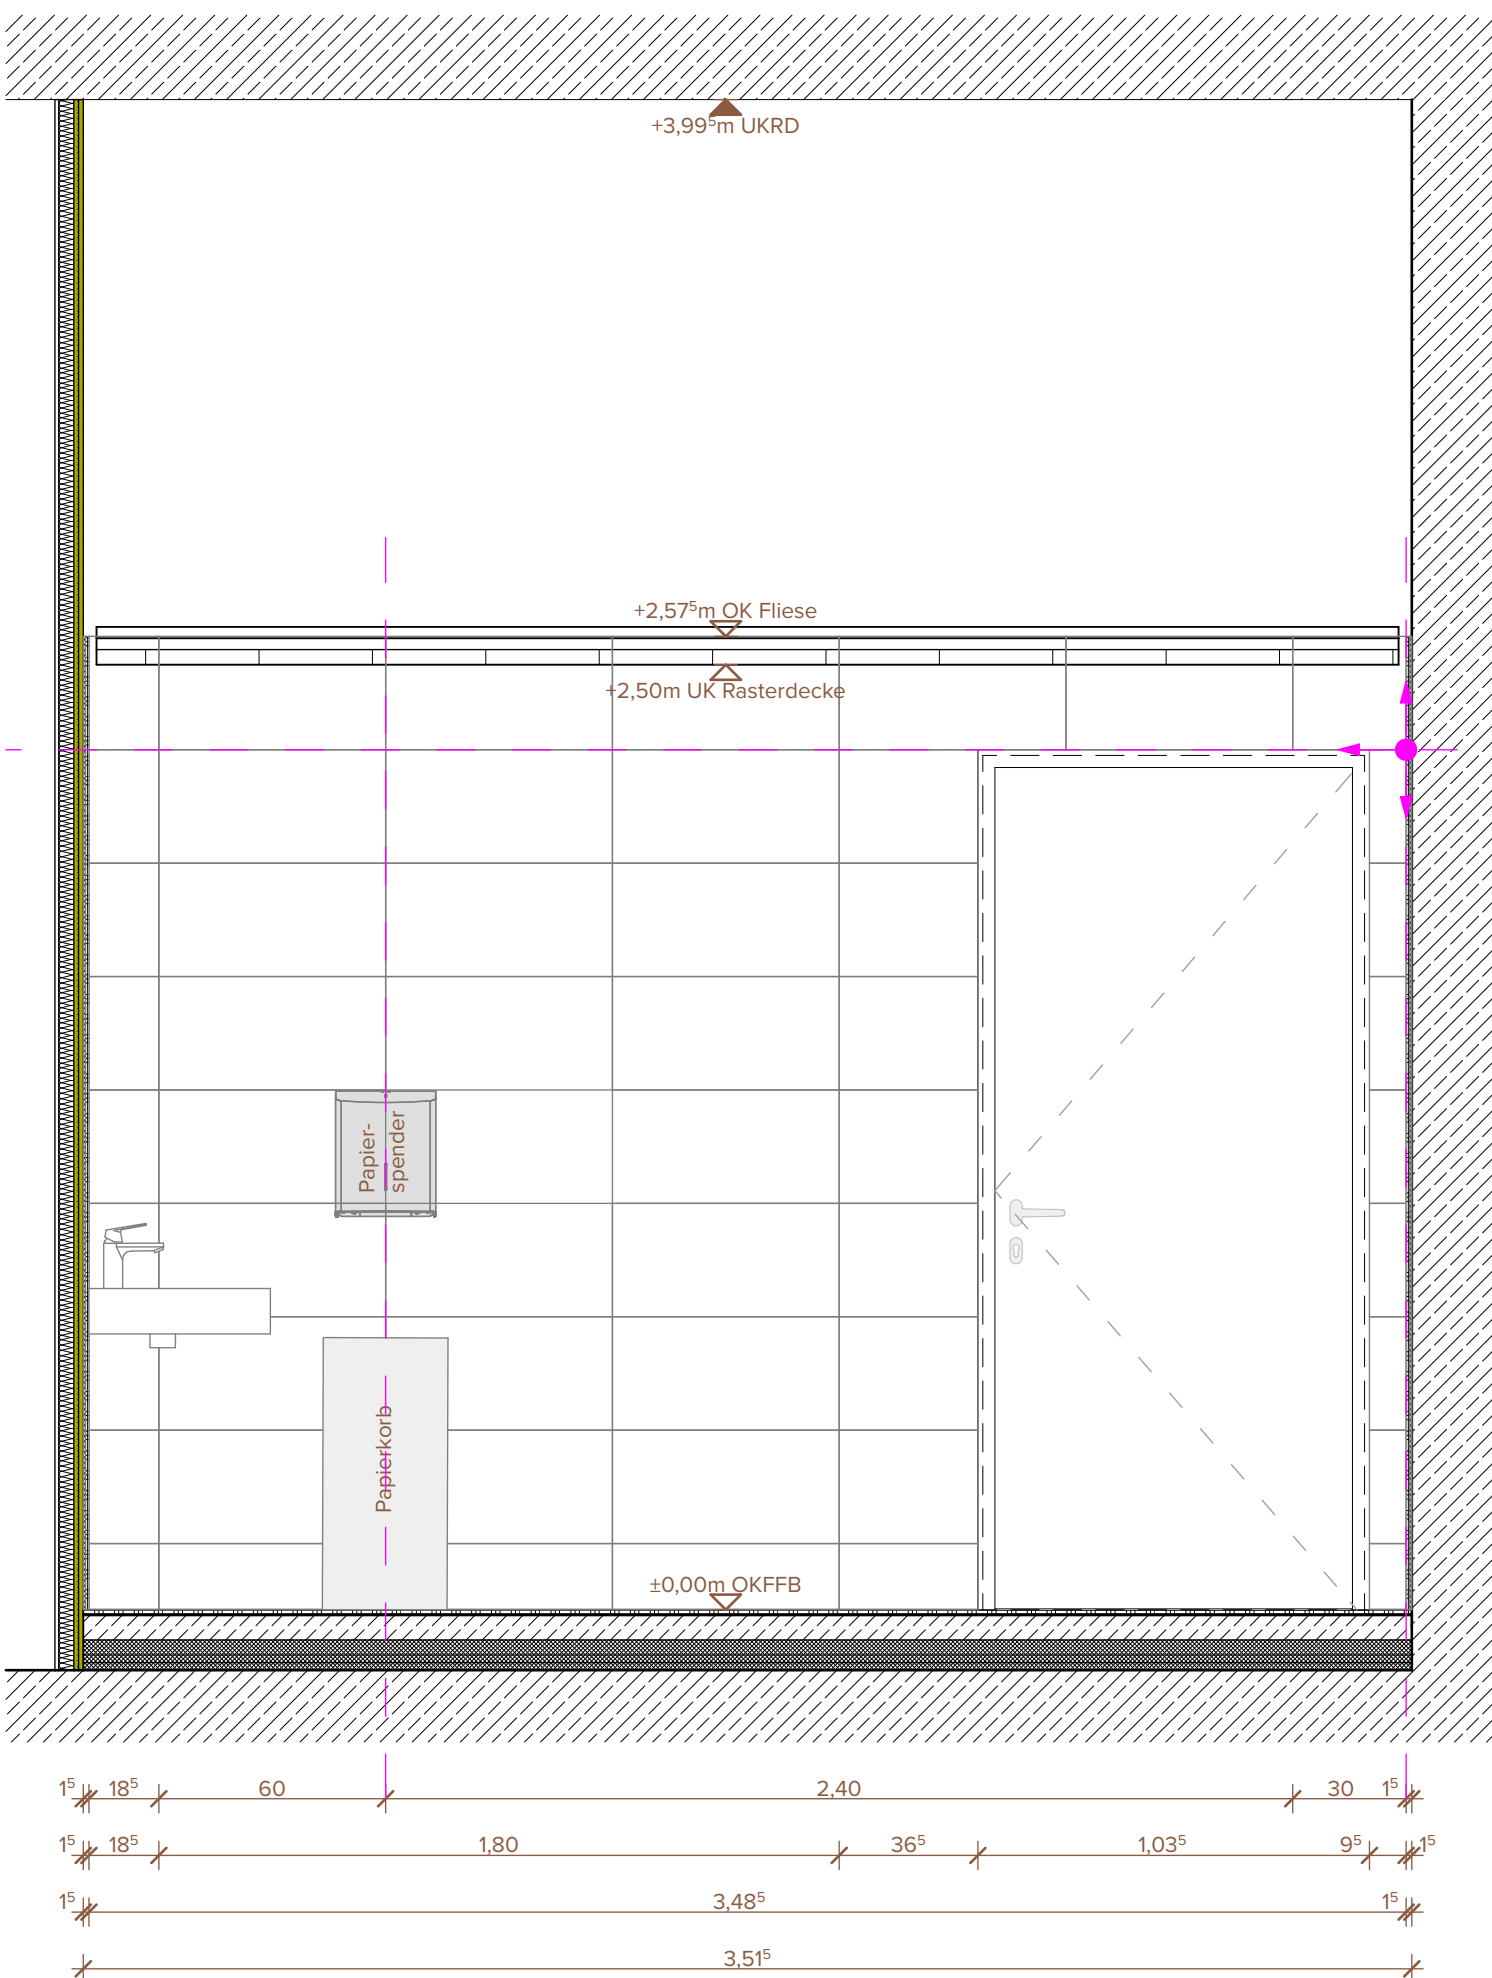 +3,99⁵m UKRD
+2,57⁵m OK Fliese
+2,50m UK Rasterdecke
Papier-
spender
Papierkorb
±0,00m OKFFB
1⁵ 18⁵ 60 2,40 30 1⁵
1⁵ 18⁵ 1,80 36⁵ 1,03⁵ 9⁵ 1⁵
1⁵ 3,48⁵ 1⁵
3,51⁵